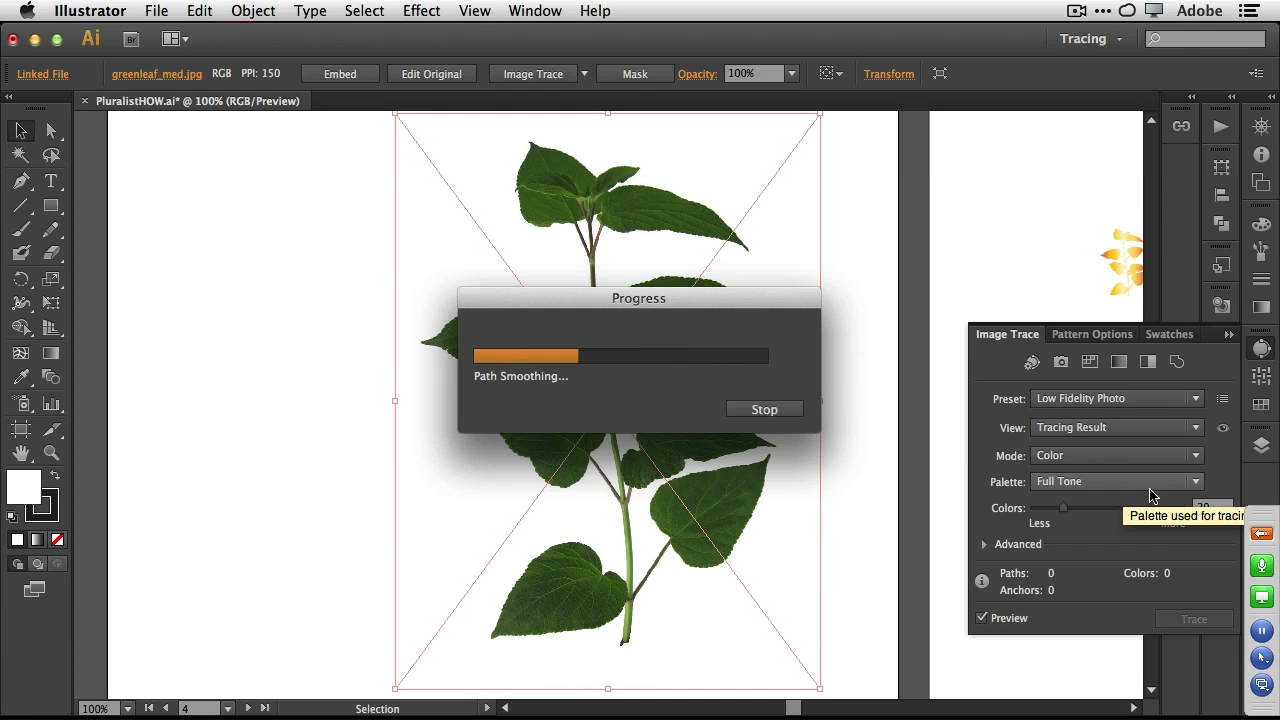 Illustrator File Edit Object Type Select Effect View Window Help Adobe
Ai Br Tracing
Linked File greenleaf_med.jpg RGB PPI: 150 Embed Edit Original Image Trace Mask Opacity: 100% Transform
× PluralistHOW.ai* @ 100% (RGB/Preview)
Progress
Path Smoothing...
Stop
Image Trace Pattern Options Swatches
Preset: Low Fidelity Photo
View: Tracing Result
Mode: Color
Palette: Full Tone
Colors:
Palette used for tracin
Less
Advanced
Paths: 0 Colors: 0
Anchors: 0
Preview Trace
100% 4 Selection